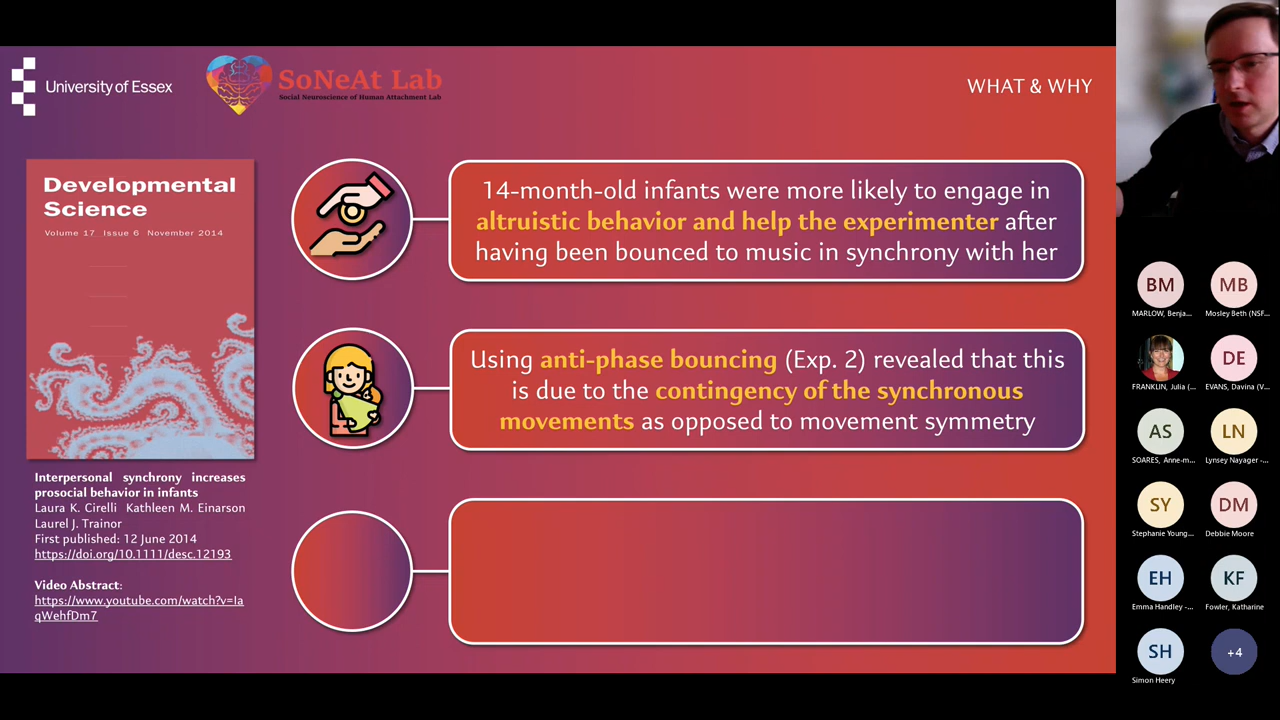 University of Essex
SoNeAt Lab
Social Neuroscience of Human Attachment Lab
WHAT & WHY
Developmental
Science
Volume 17 Issue 6 November 2014
Interpersonal synchrony increases
prosocial behavior in infants
Laura K. Cirelli Kathleen M. Einarson
Laurel J. Trainor
First published: 12 June 2014
https://doi.org/10.1111/desc.12193
Video Abstract:
https://www.youtube.com/watch?v=Ia
qWehfDm7
14-month-old infants were more likely to engage in
altruistic behavior and help the experimenter after
having been bounced to music in synchrony with her
Using anti-phase bouncing (Exp. 2) revealed that this
is due to the contingency of the synchronous
movements as opposed to movement symmetry
BM
MB
MARLOW, Benja...
Mosley Beth (NSF...
DE
FRANKLIN, Julia (...
EVANS, Davina (V...
AS
LN
SOARES, Anne-m...
Lynsey Nayager -...
SY
DM
Stephanie Young...
Debbie Moore
EH
KF
Emma Handley -...
Fowler, Katharine
SH
+4
Simon Heery